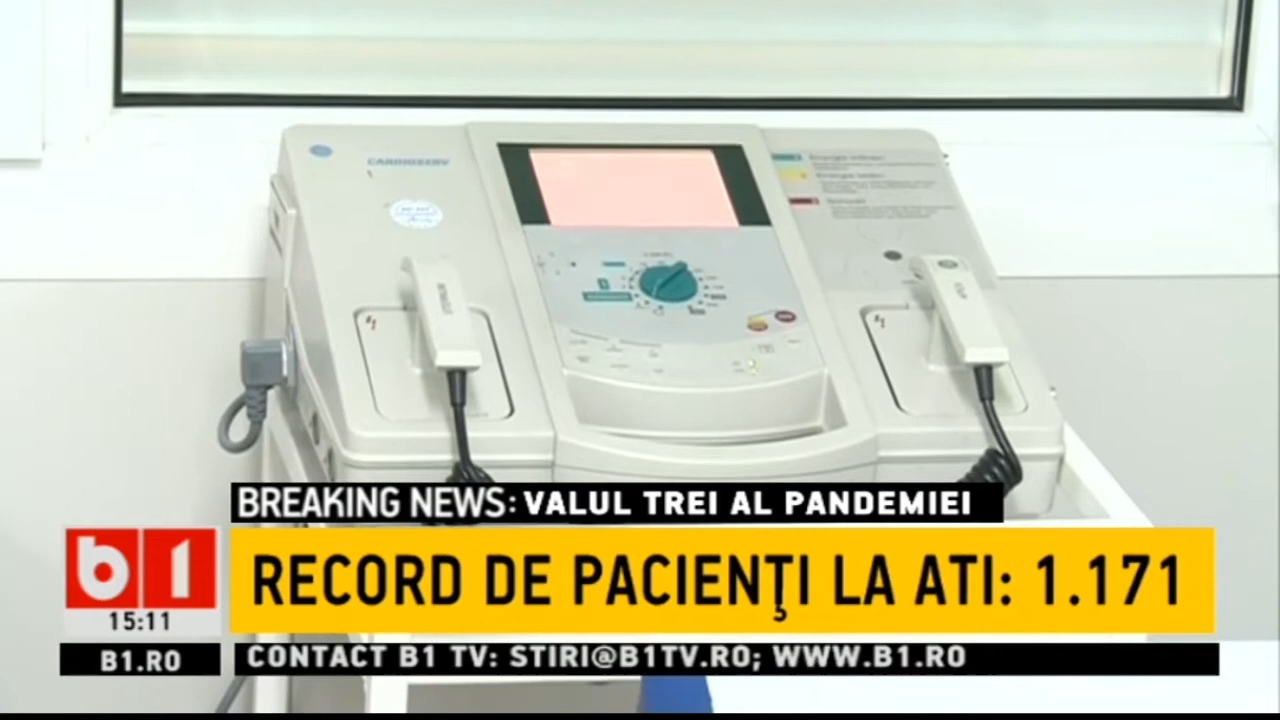 CARDIOSERV
BREAKING NEWS: VALUL TREI AL PANDEMIEI
b1
RECORD DE PACIENŢI LA ATI: 1.171
15:11
B1.RO
CONTACT B1 TV: STIRI@B1TV.RO; WWW.B1.RO